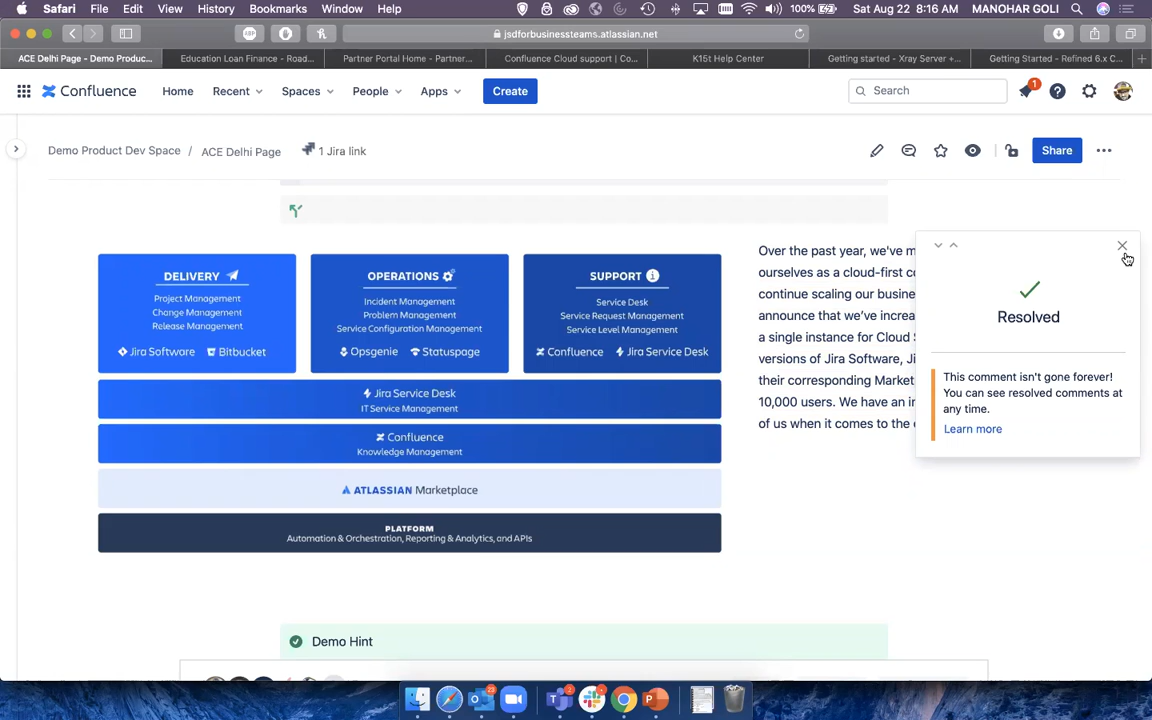 Safari File Edit View History Bookmarks Window Help 100% Sat Aug 22 8:16 AM MANOHAR GOLI
jsdforbusinessteams.atlassian.net
ACE Delhi Page - Demo Produc... Education Loan Finance - Road... Partner Portal Home - Partner... Confluence Cloud support | Co... K15t Help Center Getting started - Xray Server +... Getting Started - Refined 6.x C...
Confluence Home Recent Spaces People Apps Create Search 1
Demo Product Dev Space / ACE Delhi Page 1 Jira link Share
DELIVERY
Project Management
Change Management
Release Management
Jira Software Bitbucket
OPERATIONS
Incident Management
Problem Management
Service Configuration Management
Opsgenie Statuspage
SUPPORT
Service Desk
Service Request Management
Service Level Management
Confluence Jira Service Desk
Jira Service Desk
IT Service Management
Confluence
Knowledge Management
ATLASSIAN Marketplace
PLATFORM
Automation & Orchestration, Reporting & Analytics, and APIs
Over the past year, we've m
ourselves as a cloud-first c
continue scaling our busine
announce that we've increa
a single instance for Cloud
versions of Jira Software, Ji
their corresponding Market
10,000 users. We have an in
of us when it comes to the
Resolved
This comment isn't gone forever!
You can see resolved comments at
any time.
Learn more
Demo Hint